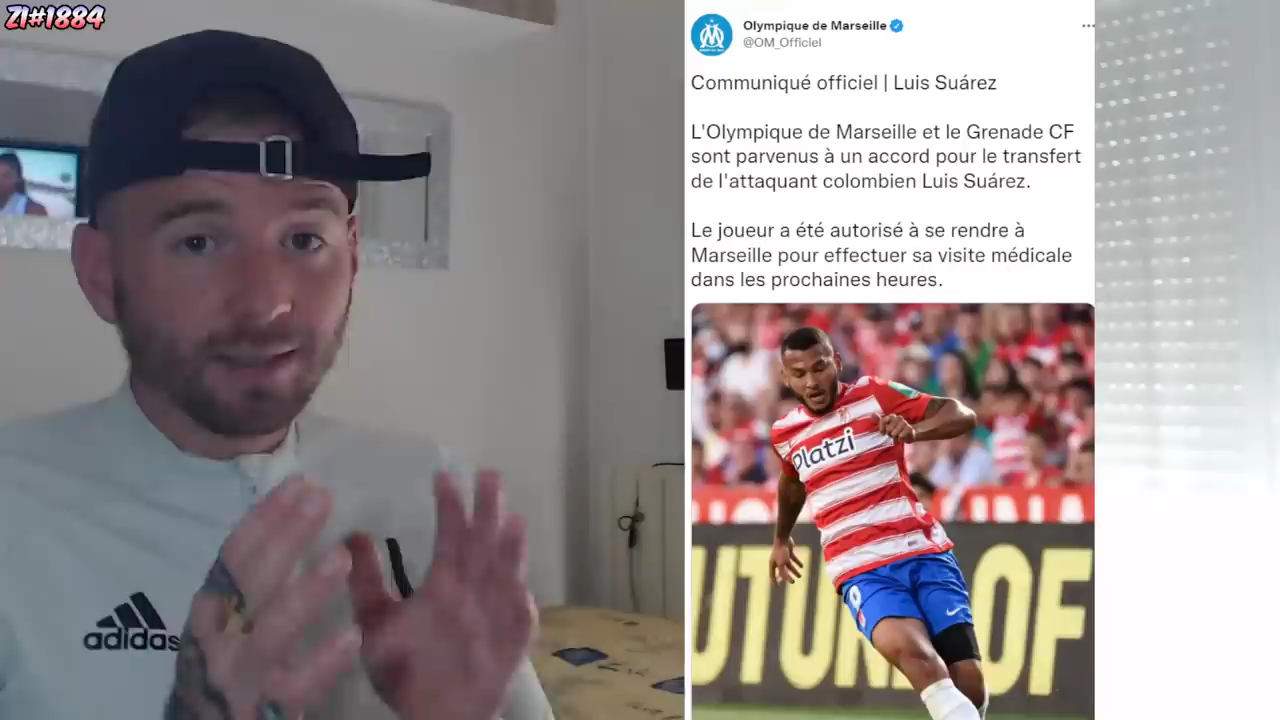 ZI#1884
Olympique de Marseille
@OM_Officiel
Communiqué officiel | Luis Suárez
L'Olympique de Marseille et le Grenade CF
sont parvenus à un accord pour le transfert
de l'attaquant colombien Luis Suárez.
Le joueur a été autorisé à se rendre à
Marseille pour effectuer sa visite médicale
dans les prochaines heures.
platzi
9
OF
adidas